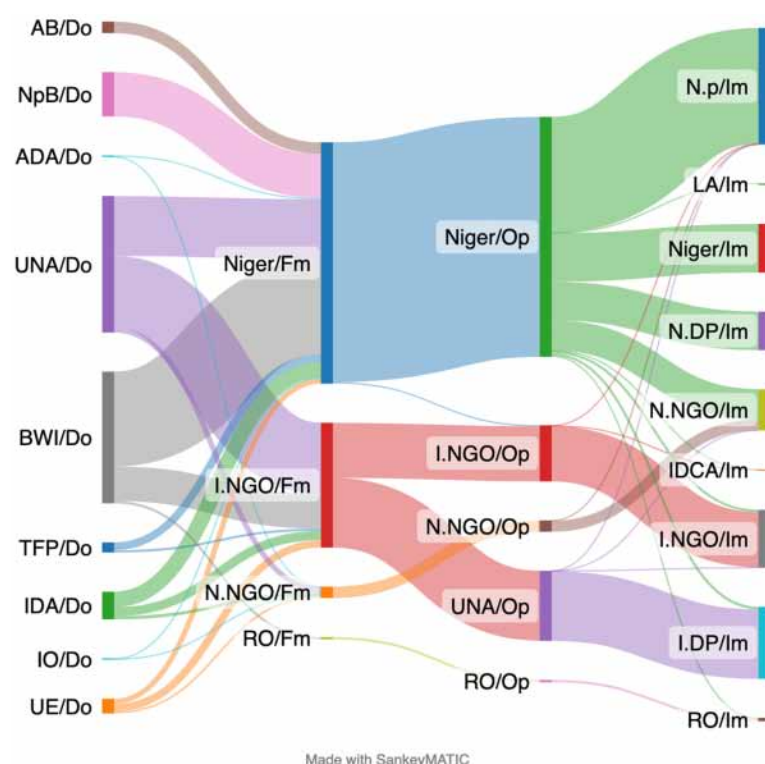 AB/Do
NpB/Do
ADA/Do
UNA/Do
BWI/Do
TFP/Do
IDA/Do
IO/Do
UE/Do
Niger/Fm
I.NGO/Fm
N.NGO/Fm
RO/Fm
Niger/Op
I.NGO/Op
N.NGO/Op
UNA/Op
RO/Op
N.p/Im
LA/Im
Niger/Im
N.DP/Im
N.NGO/Im
IDCA/Im
I.NGO/Im
I.DP/Im
RO/Im
Made with SankeyMATIC